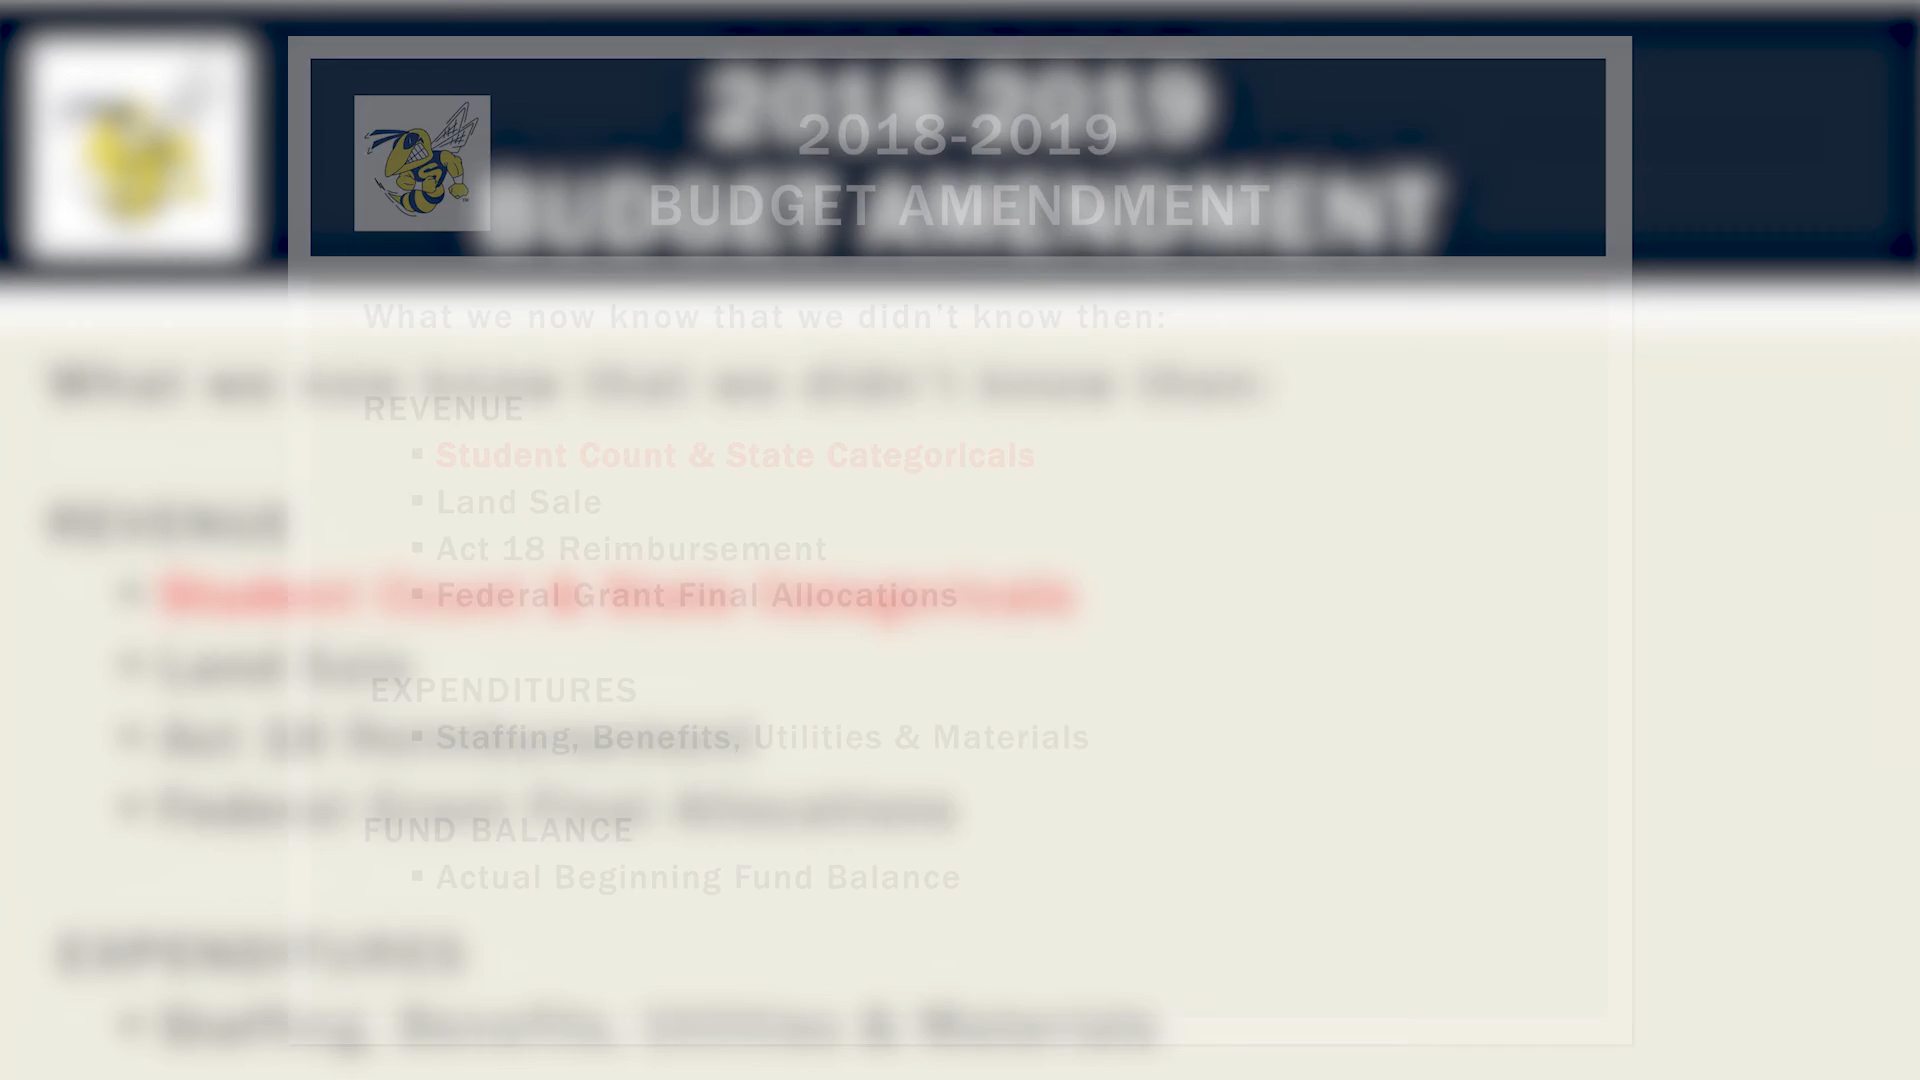 2018-2019
BUDGET AMENDMENT
What we now know that we didn't know then:
REVENUE
▪ Student Count & State Categoricals
▪ Land Sale
▪ Act 18 Reimbursement
▪ Federal Grant Final Allocations
EXPENDITURES
▪ Staffing, Benefits, Utilities & Materials
FUND BALANCE
▪ Actual Beginning Fund Balance